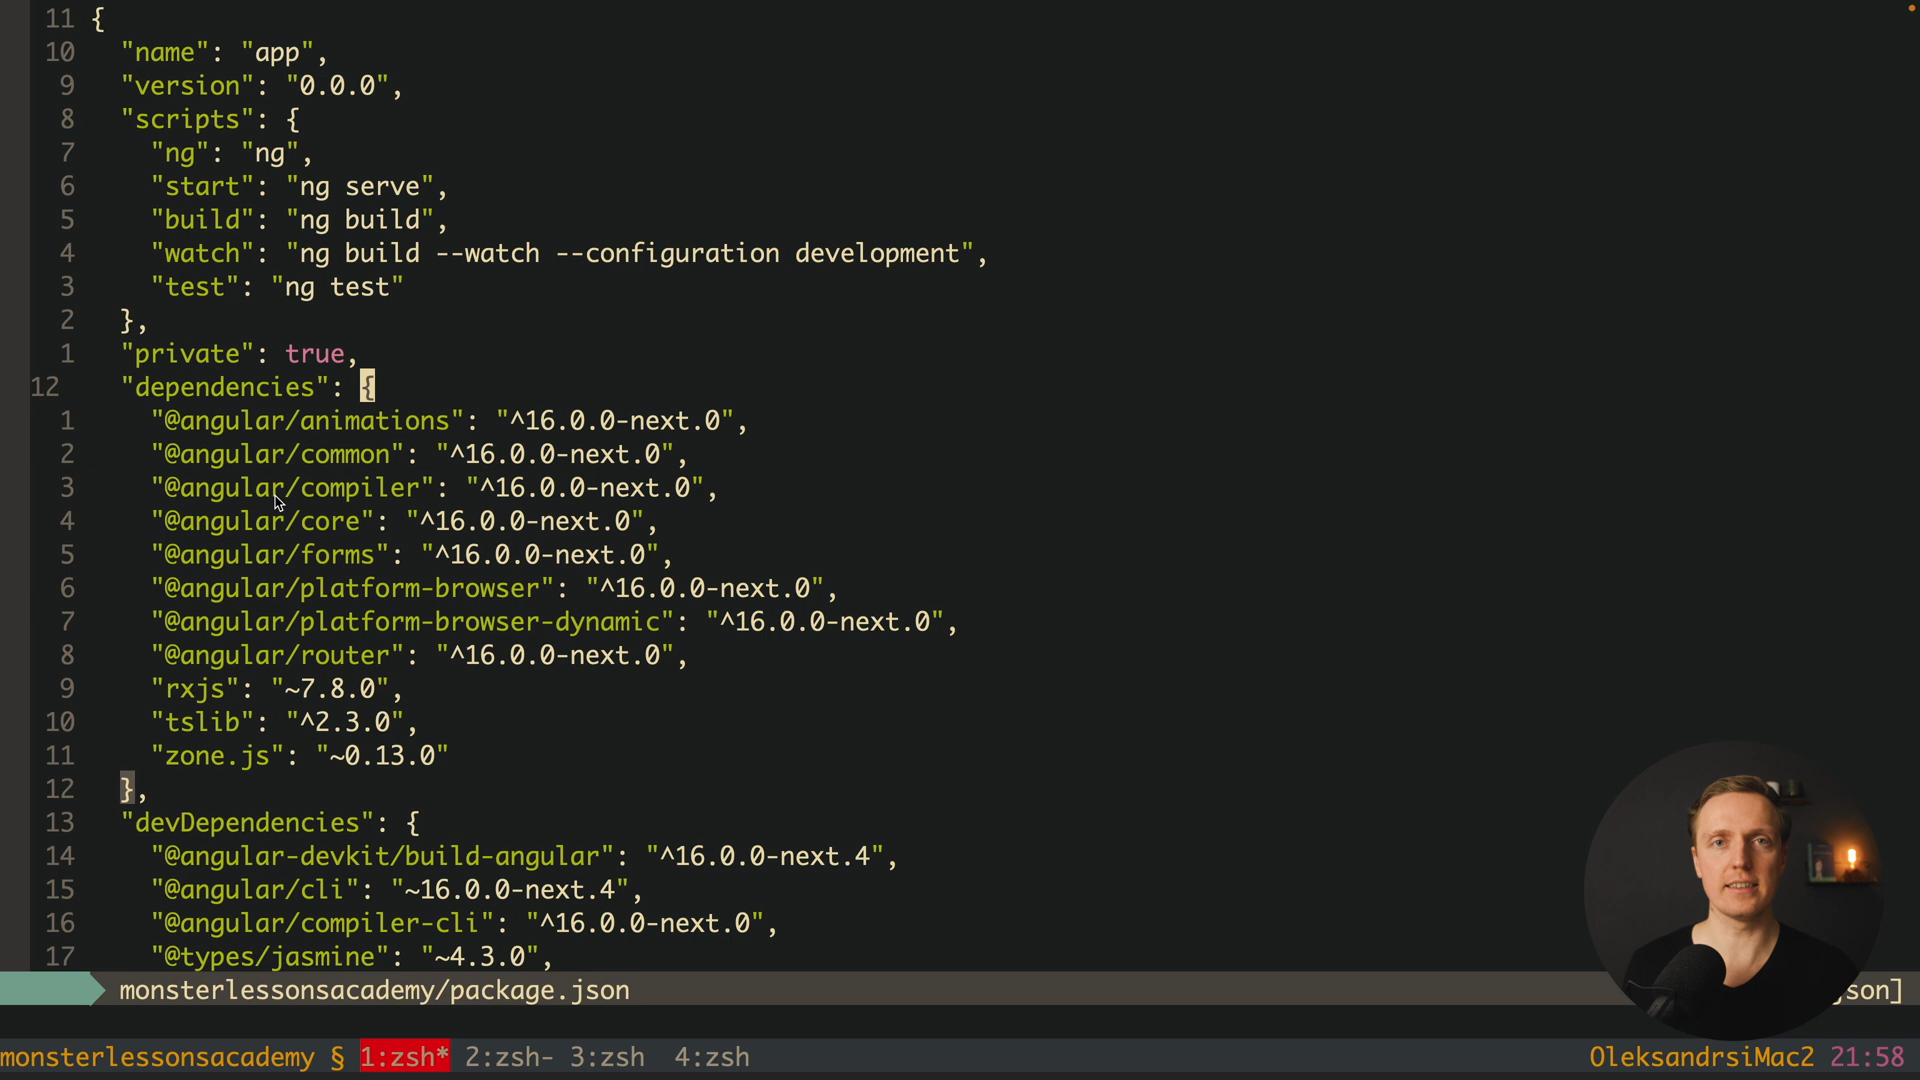 11 {
10 "name": "app",
9 "version": "0.0.0",
8 "scripts": {
7 "ng": "ng",
6 "start": "ng serve",
5 "build": "ng build",
4 "watch": "ng build --watch --configuration development",
3 "test": "ng test"
2 },
1 "private": true,
12 "dependencies": {
1 "@angular/animations": "^16.0.0-next.0",
2 "@angular/common": "^16.0.0-next.0",
3 "@angular/compiler": "^16.0.0-next.0",
4 "@angular/core": "^16.0.0-next.0",
5 "@angular/forms": "^16.0.0-next.0",
6 "@angular/platform-browser": "^16.0.0-next.0",
7 "@angular/platform-browser-dynamic": "^16.0.0-next.0",
8 "@angular/router": "^16.0.0-next.0",
9 "rxjs": "~7.8.0",
10 "tslib": "^2.3.0",
11 "zone.js": "~0.13.0"
12 },
13 "devDependencies": {
14 "@angular-devkit/build-angular": "^16.0.0-next.4",
15 "@angular/cli": "~16.0.0-next.4",
16 "@angular/compiler-cli": "^16.0.0-next.0",
17 "@types/jasmine": "~4.3.0",
monsterlessonsacademy/package.json
monsterlessonsacademy § 1:zsh* 2:zsh- 3:zsh 4:zsh OleksandrsiMac2 21:58